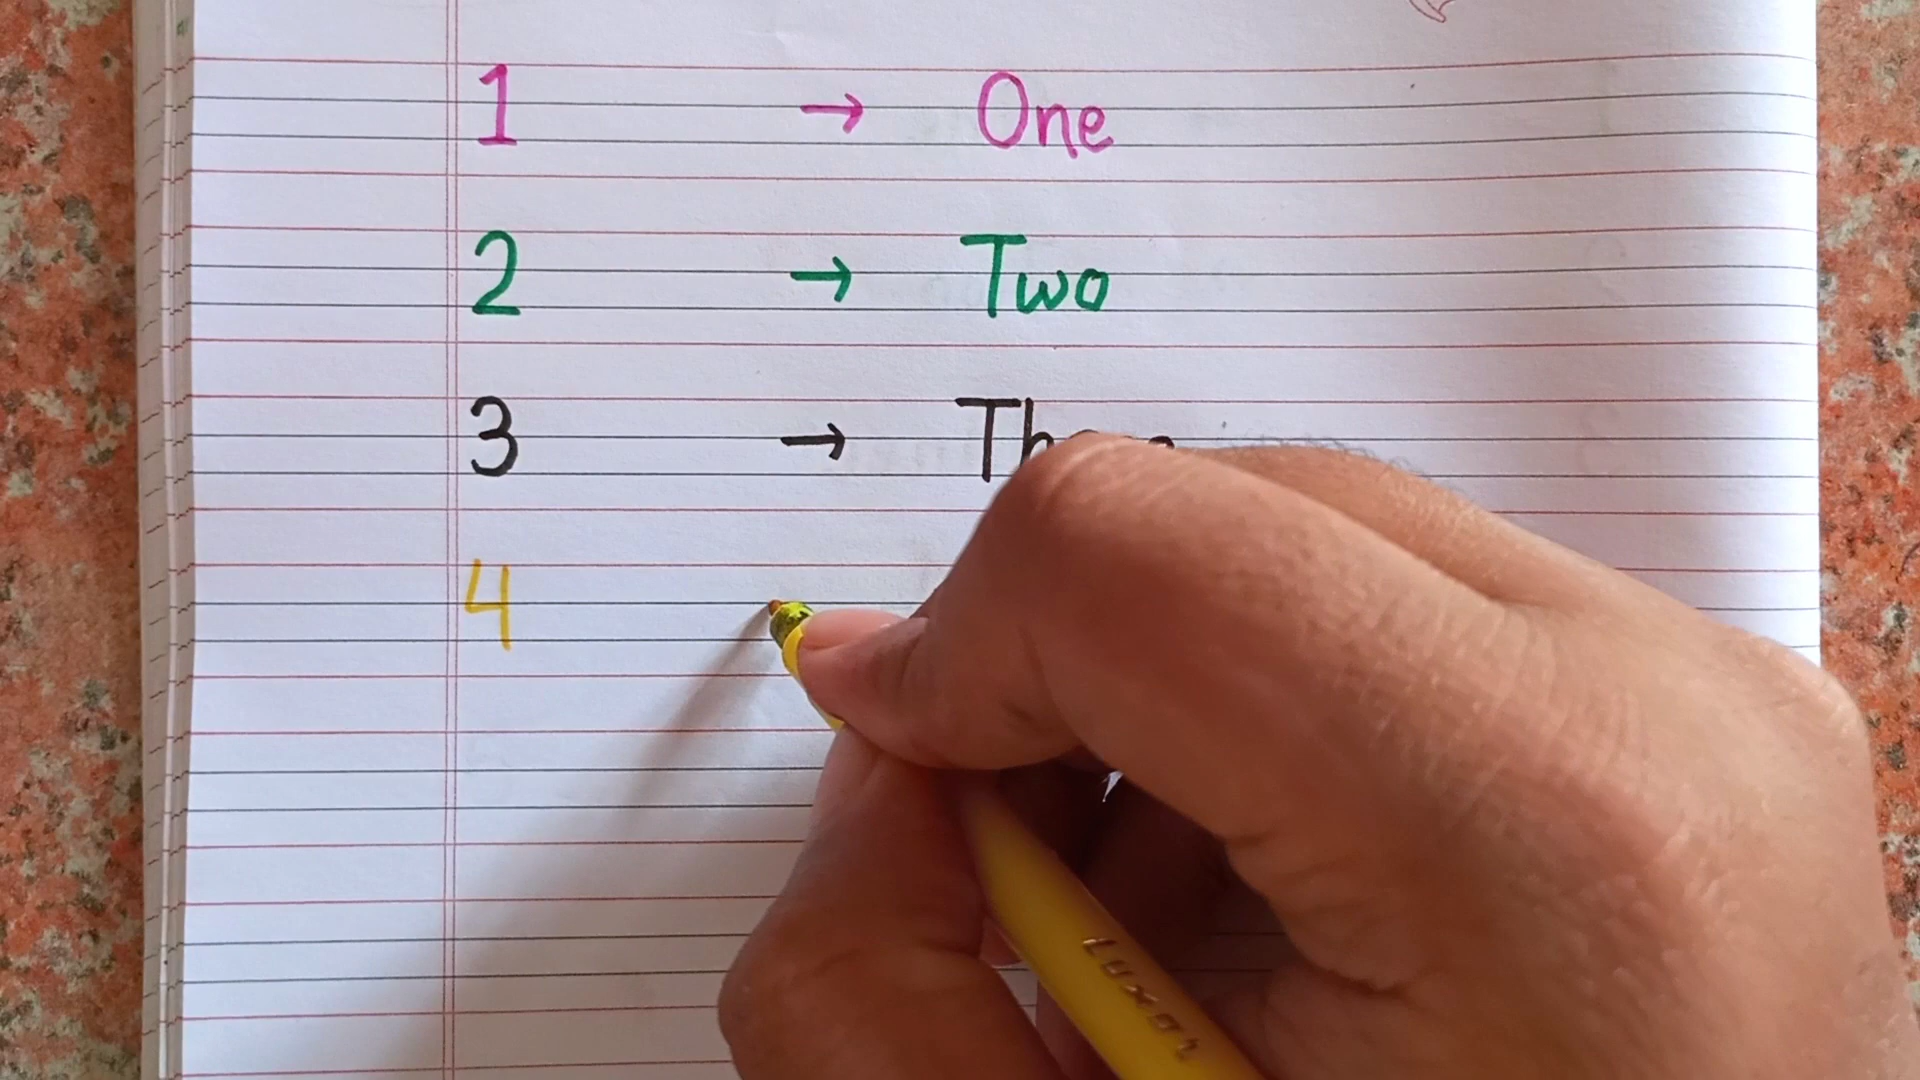 1 → One
2 → Two
3 →
4
Luxor